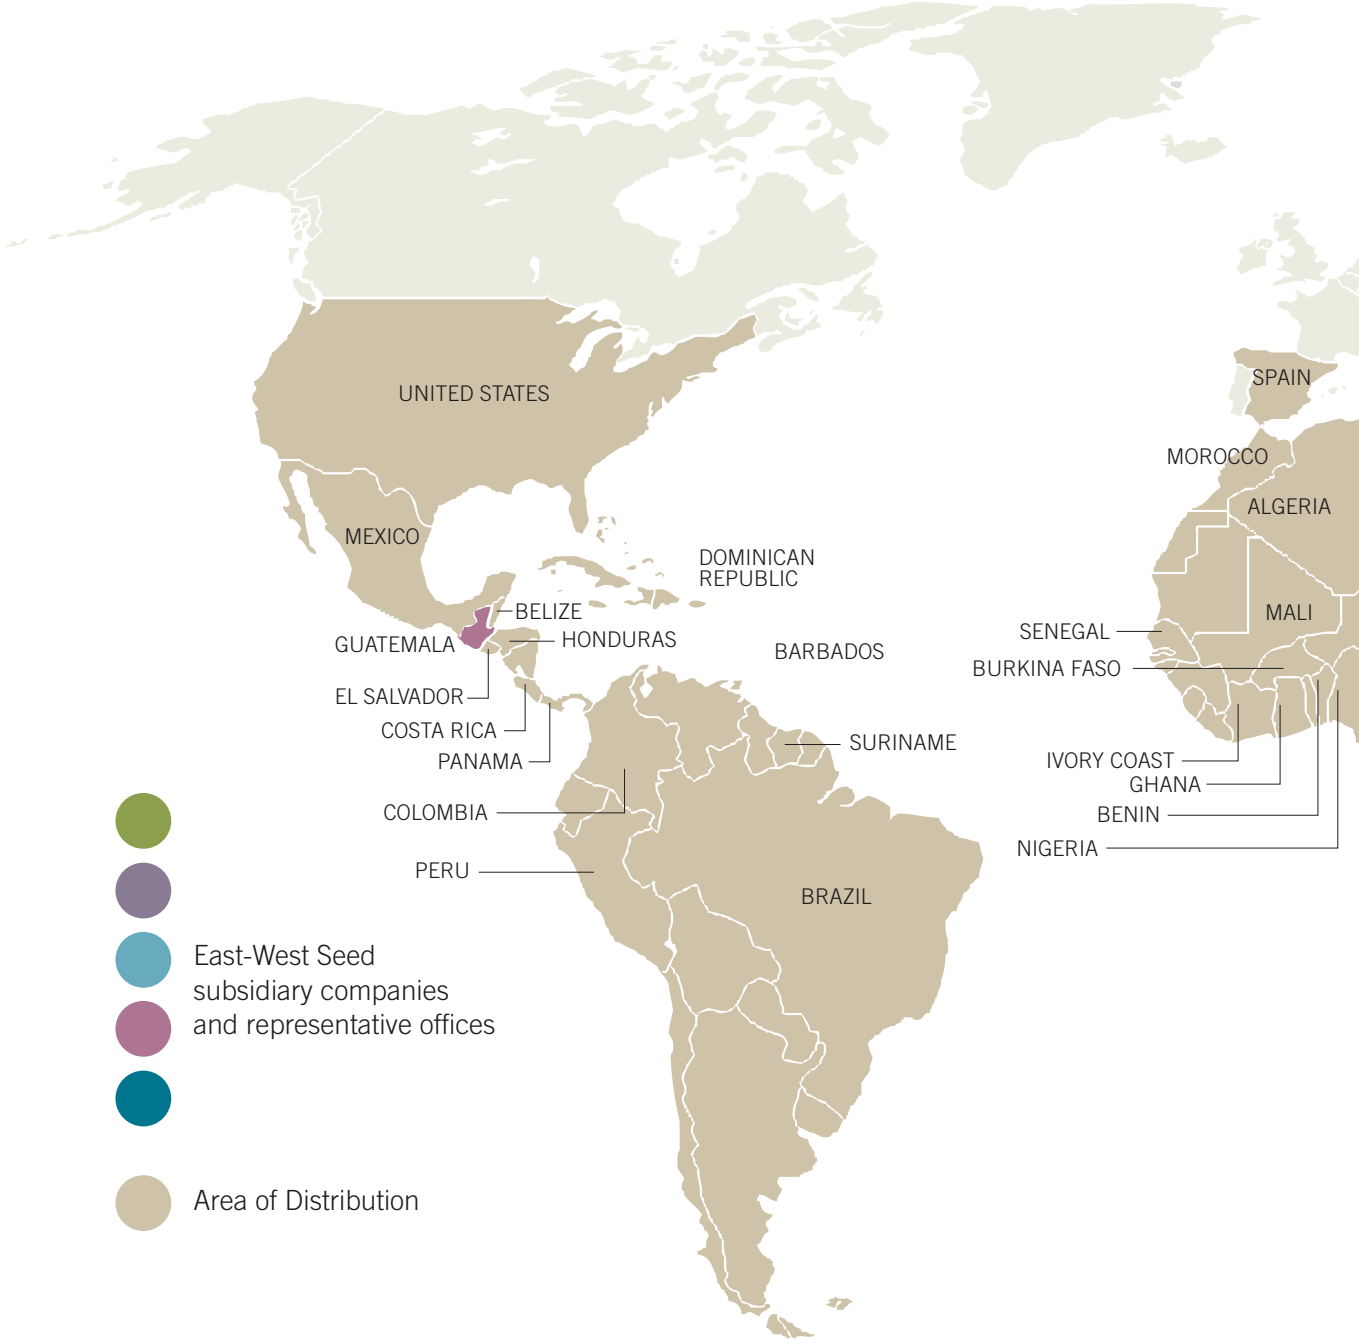 UNITED STATES
SPAIN
MOROCCO
ALGERIA
MEXICO
DOMINICAN
REPUBLIC
BELIZE
MALI
GUATEMALA
HONDURAS
SENEGAL
BARBADOS
BURKINA FASO
EL SALVADOR
COSTA RICA
SURINAME
PANAMA
IVORY COAST
GHANA
COLOMBIA
BENIN
NIGERIA
PERU
BRAZIL
East-West Seed
subsidiary companies
and representative offices
Area of Distribution